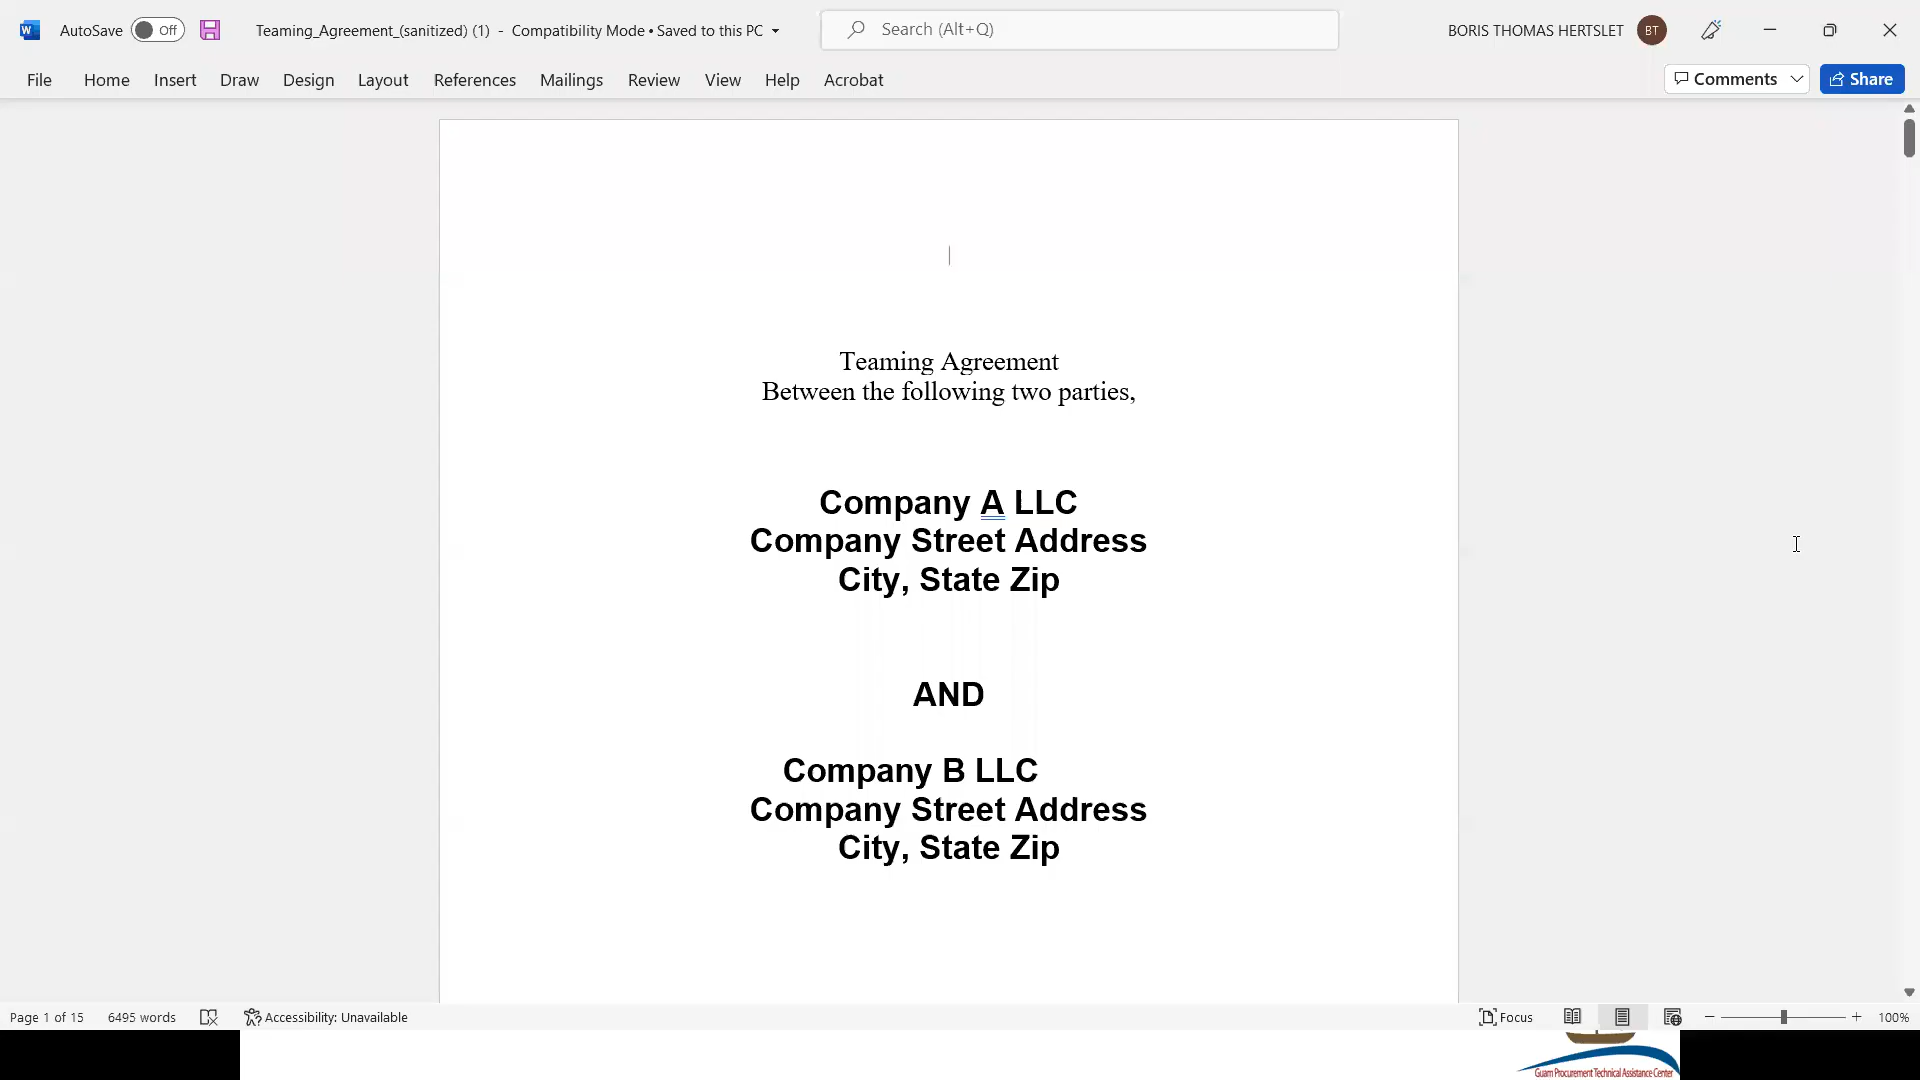 AutoSave Off Teaming_Agreement_(sanitized) (1) - Compatibility Mode • Saved to this PC Search (Alt+Q) BORIS THOMAS HERTSLET BT
File Home Insert Draw Design Layout References Mailings Review View Help Acrobat Comments Share
Teaming Agreement
Between the following two parties,
Company A LLC
Company Street Address
City, State Zip
AND
Company B LLC
Company Street Address
City, State Zip
Page 1 of 15 6495 words Accessibility: Unavailable Focus 100%
Guam Procurement Technical Assistance Center